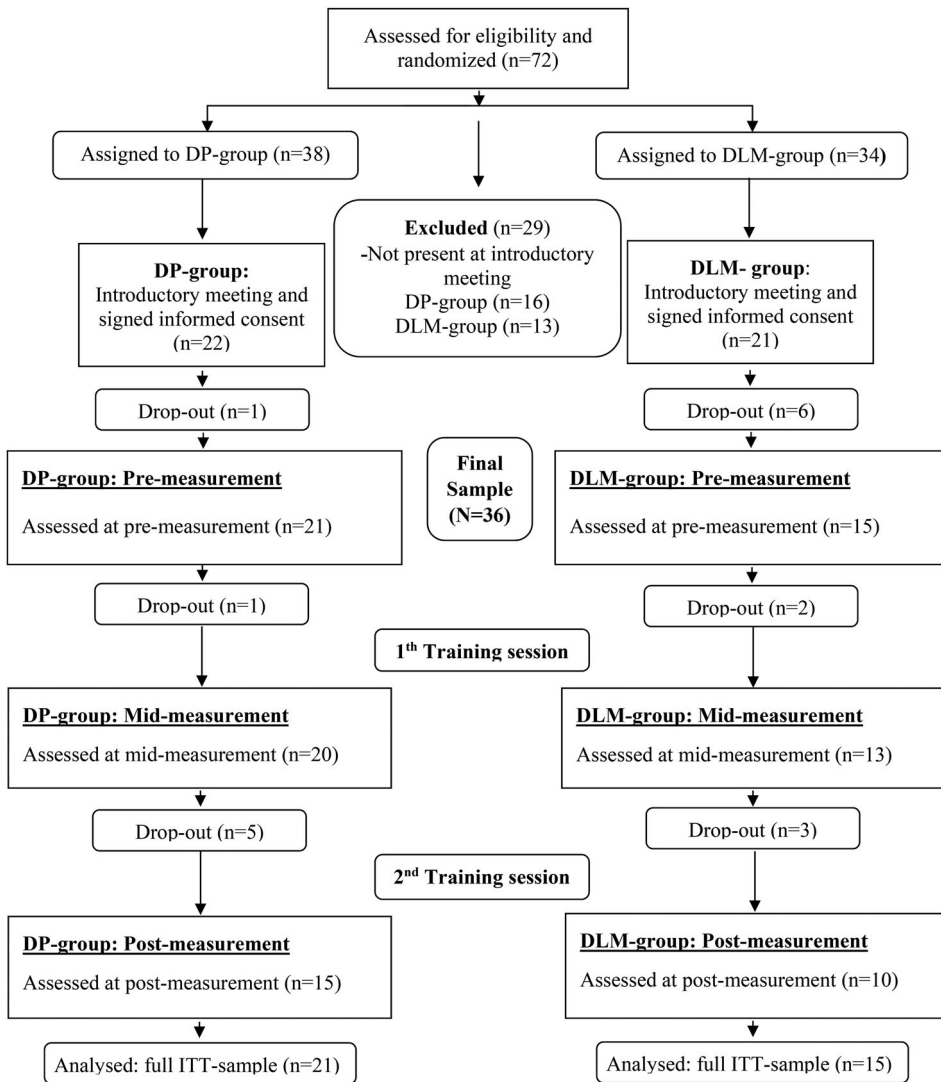 Assessed for eligibility and
randomized (n=72)
Assigned to DP-group (n=38)
Assigned to DLM-group (n=34)
Excluded (n=29)
-Not present at introductory
meeting
DP-group (n=16)
DLM-group (n=13)
DP-group:
Introductory meeting and
signed informed consent
(n=22)
DLM- group:
Introductory meeting and
signed informed consent
(n=21)
Drop-out (n=1)
Drop-out (n=6)
Final
Sample
(N=36)
DP-group: Pre-measurement
Assessed at pre-measurement (n=21)
DLM-group: Pre-measurement
Assessed at pre-measurement (n=15)
Drop-out (n=1)
Drop-out (n=2)
1th Training session
DP-group: Mid-measurement
Assessed at mid-measurement (n=20)
DLM-group: Mid-measurement
Assessed at mid-measurement (n=13)
Drop-out (n=5)
Drop-out (n=3)
2nd Training session
DP-group: Post-measurement
Assessed at post-measurement (n=15)
DLM-group: Post-measurement
Assessed at post-measurement (n=10)
Analysed: full ITT-sample (n=21)
Analysed: full ITT-sample (n=15)